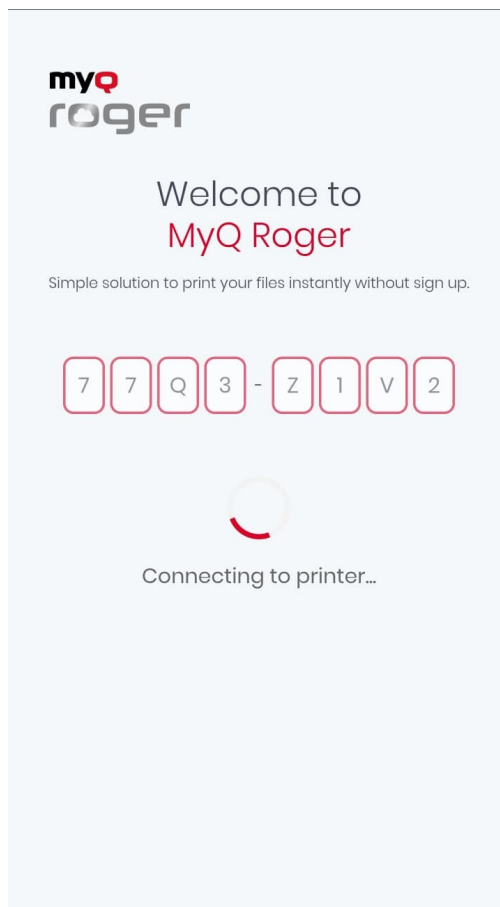 myQ
roger
Welcome to
MyQ Roger
Simple solution to print your files instantly without sign up.
7 7 Q 3 - Z 1 V 2
Connecting to printer...